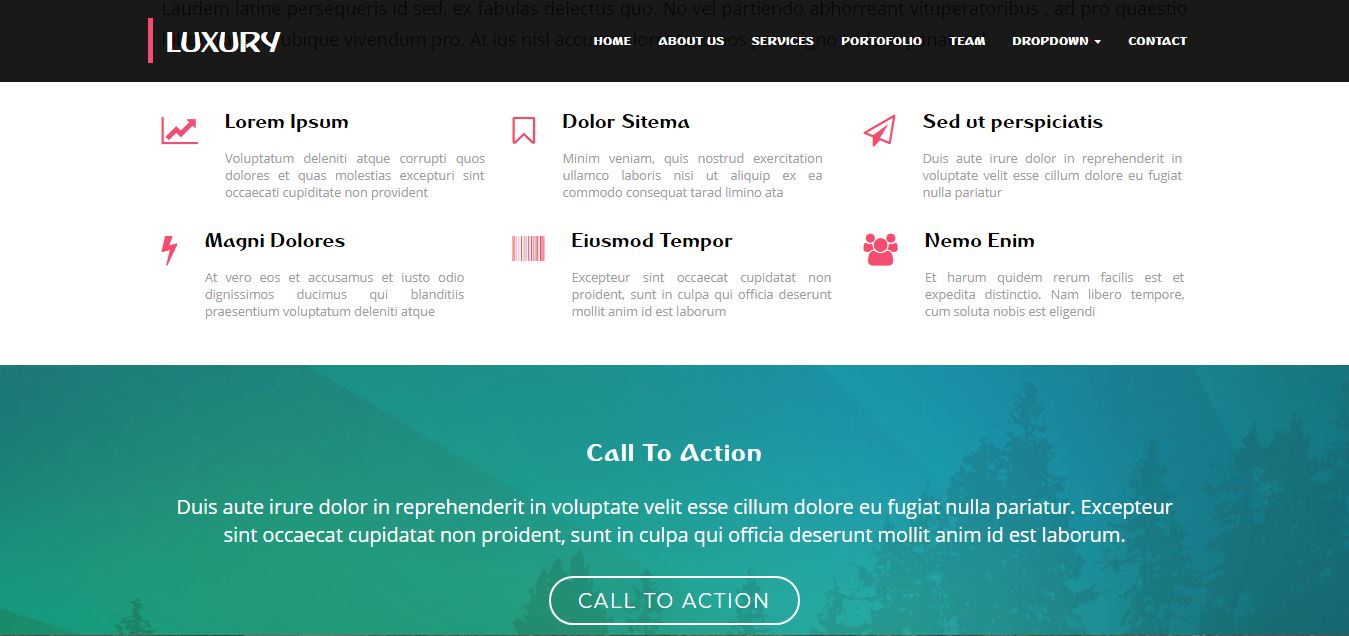 Laudem latine persequeris id sed, ex fabulas delectus quo. No vel partiendo abhorreant vituperatoribus , ad pro quaestio
ubique vivendum pro. At ius nisl
LUXURY
HOME ABOUT US SERVICES PORTOFOLIO TEAM DROPDOWN CONTACT
Lorem Ipsum
Voluptatum deleniti atque corrupti quos
dolores et quas molestias excepturi sint
occaecati cupiditate non provident
Dolor Sitema
Minim veniam, quis nostrud exercitation
ullamco laboris nisi ut aliquip ex ea
commodo consequat tarad limino ata
Sed ut perspiciatis
Duis aute irure dolor in reprehenderit in
voluptate velit esse cillum dolore eu fugiat
nulla pariatur
Magni Dolores
At vero eos et accusamus et iusto odio
dignissimos ducimus qui blanditiis
praesentium voluptatum deleniti atque
Eiusmod Tempor
Excepteur sint occaecat cupidatat non
proident, sunt in culpa qui officia deserunt
mollit anim id est laborum
Nemo Enim
Et harum quidem rerum facilis est et
expedita distinctio. Nam libero tempore,
cum soluta nobis est eligendi
Call To Action
Duis aute irure dolor in reprehenderit in voluptate velit esse cillum dolore eu fugiat nulla pariatur. Excepteur
sint occaecat cupidatat non proident, sunt in culpa qui officia deserunt mollit anim id est laborum.
CALL TO ACTION